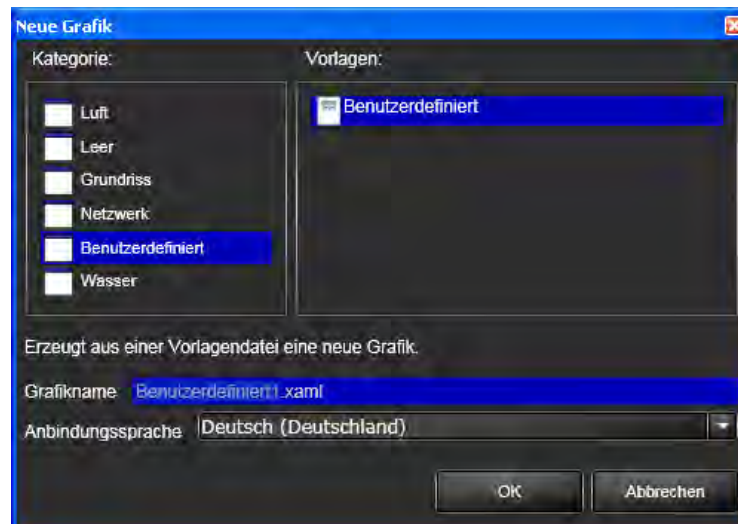 Neue Grafik
Kategorie:
Vorlagen:
Luft
Leer
Grundriss
Netzwerk
Benutzerdefiniert
Wasser
Benutzerdefiniert
Erzeugt aus einer Vorlagendatei eine neue Grafik.
Grafikname Benutzerdefiniert1.xaml
Anbindungssprache Deutsch (Deutschland)
OK Abbrechen